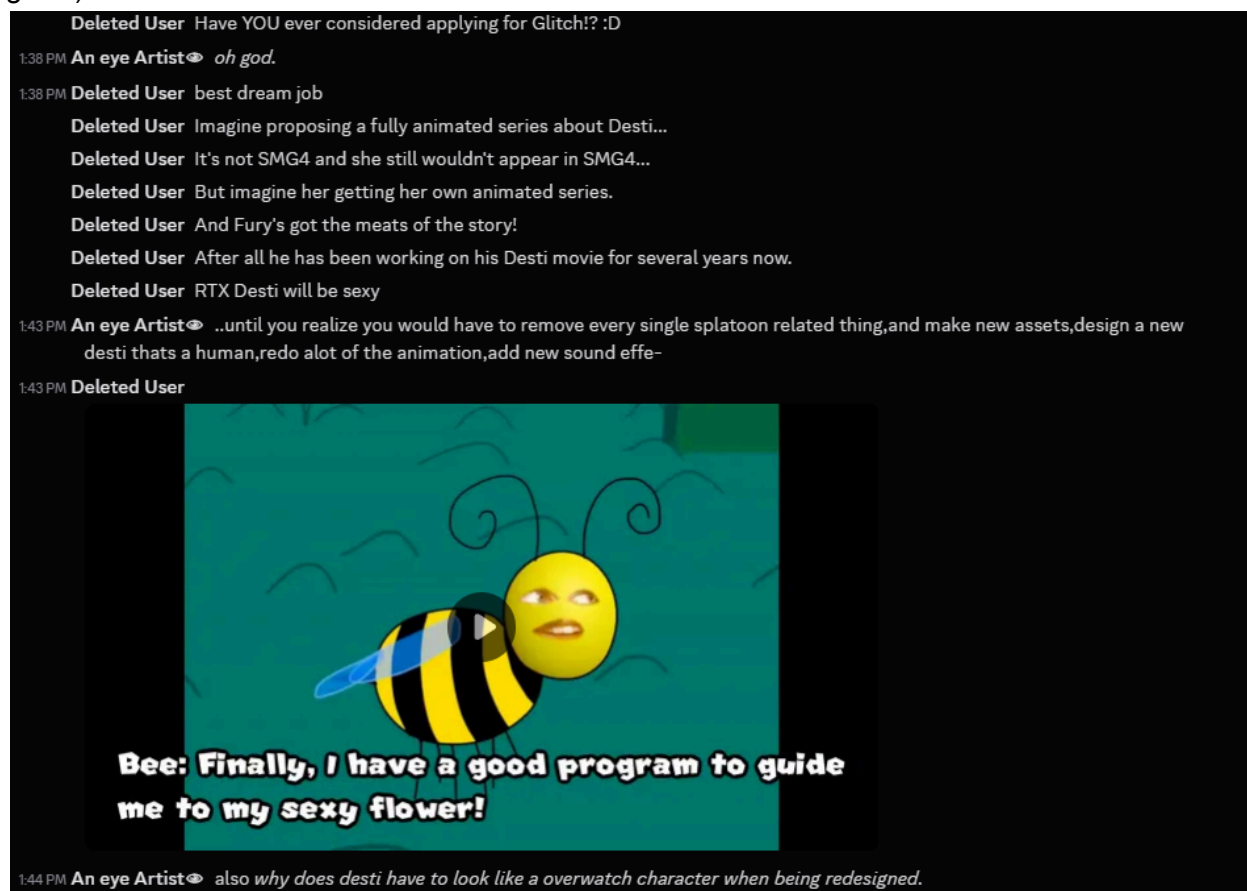 Deleted User Have YOU ever considered applying for Glitch!? :D
1:38 PM An eye Artist👁 oh god.
1:38 PM Deleted User best dream job
Deleted User Imagine proposing a fully animated series about Desti...
Deleted User It's not SMG4 and she still wouldn't appear in SMG4...
Deleted User But imagine her getting her own animated series.
Deleted User And Fury's got the meats of the story!
Deleted User After all he has been working on his Desti movie for several years now.
Deleted User RTX Desti will be sexy
1:43 PM An eye Artist👁 ..until you realize you would have to remove every single splatoon related thing,and make new assets,design a new
desti thats a human,redo alot of the animation,add new sound effe-
1:43 PM Deleted User
Bee: Finally, I have a good program to guide
me to my sexy flower!
1:44 PM An eye Artist👁 also why does desti have to look like a overwatch character when being redesigned.